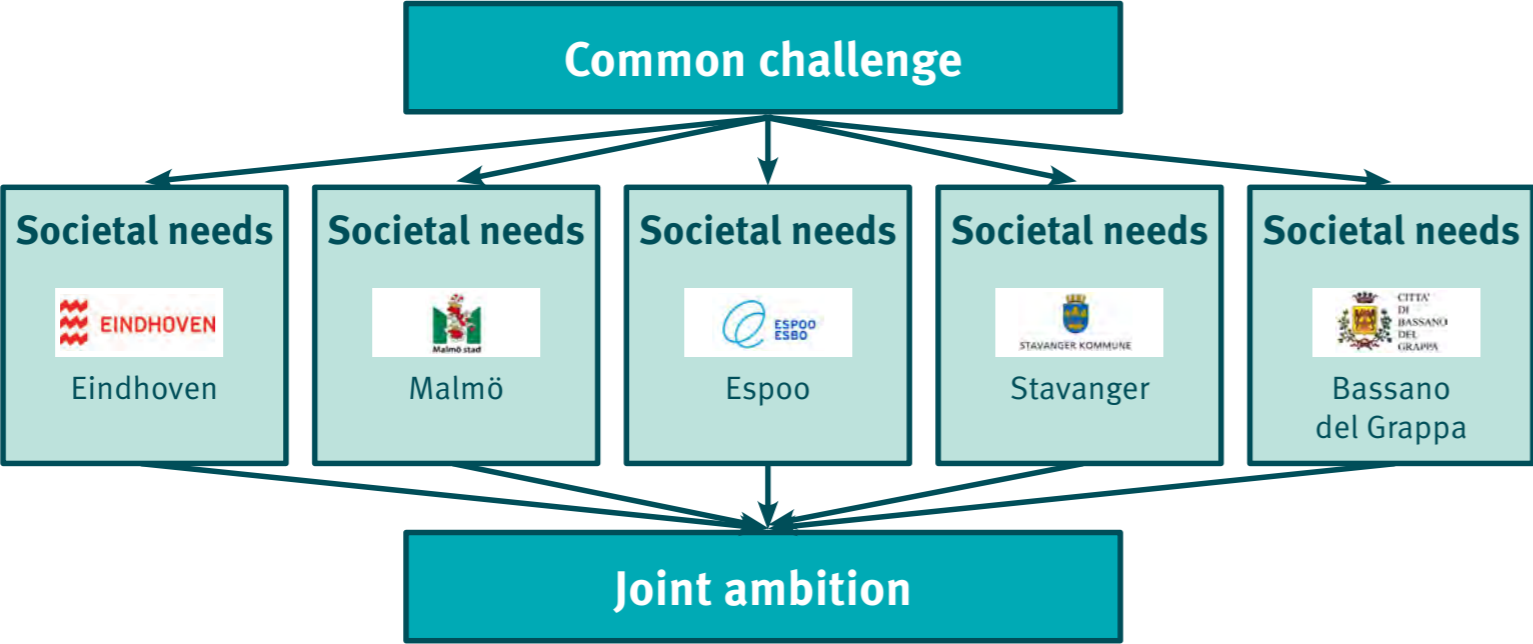 Common challenge
Societal needs
EINDHOVEN
Eindhoven
Societal needs
Malmö stad
Malmö
Societal needs
ESPOO
ESBO
Espoo
Societal needs
STAVANGER KOMMUNE
Stavanger
Societal needs
CITTA'
DI
BASSANO
DEL
GRAPPA
Bassano
del Grappa
Joint ambition